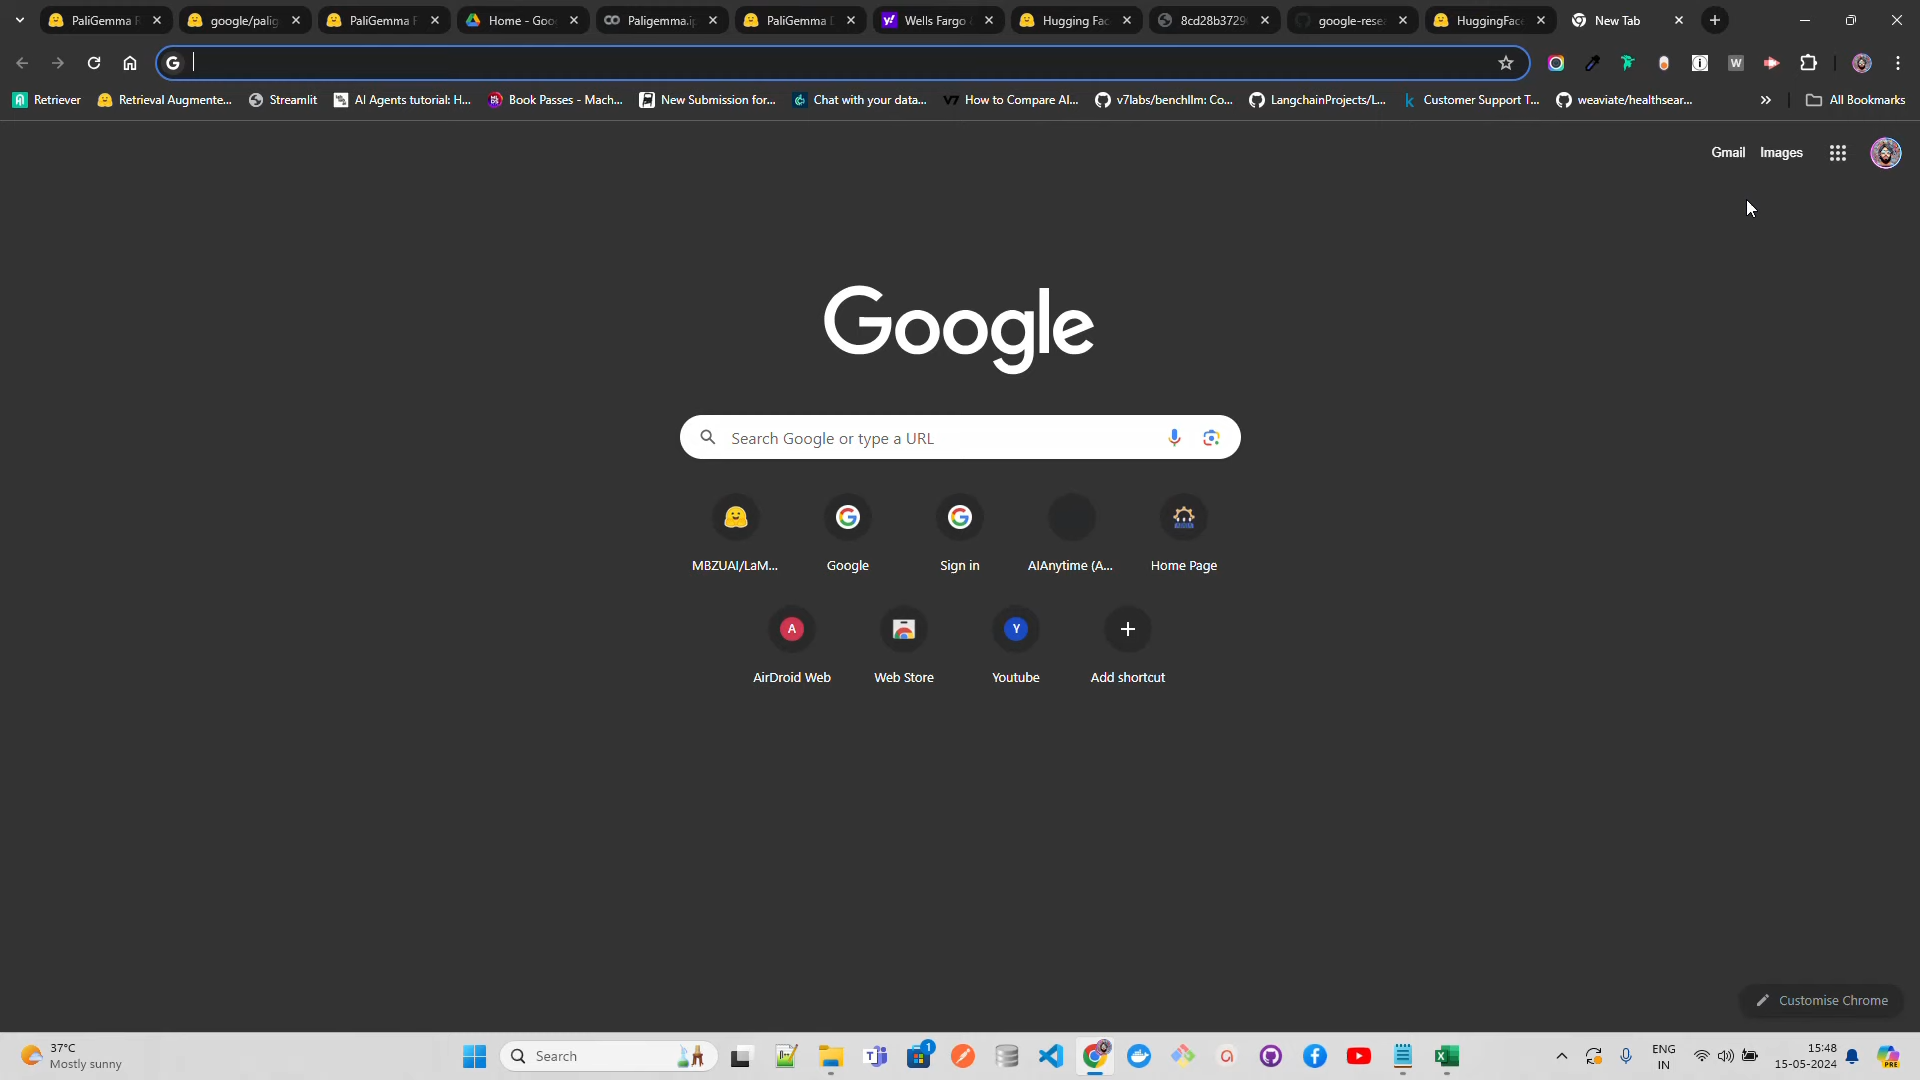 PaliGemma F
google/palig
PaliGemma F
Home - Goo
Paligemma.ip
PaliGemma D
Wells Fargo
Hugging Fac
8cd28b3729
google-resea
HuggingFac
New Tab
Retriever
Retrieval Augmente...
Streamlit
AI Agents tutorial: H...
Book Passes - Mach...
New Submission for...
Chat with your data...
How to Compare AI...
v7labs/benchllm: Co...
LangchainProjects/L...
Customer Support T...
weaviate/healthsear...
All Bookmarks
Gmail
Images
Google
Search Google or type a URL
MBZUAI/LaM...
Google
Sign in
AIAnytime (A...
Home Page
AirDroid Web
Web Store
Youtube
Add shortcut
Customise Chrome
37°C
Mostly sunny
Search
1
ENG
IN
15:48
15-05-2024
PRE